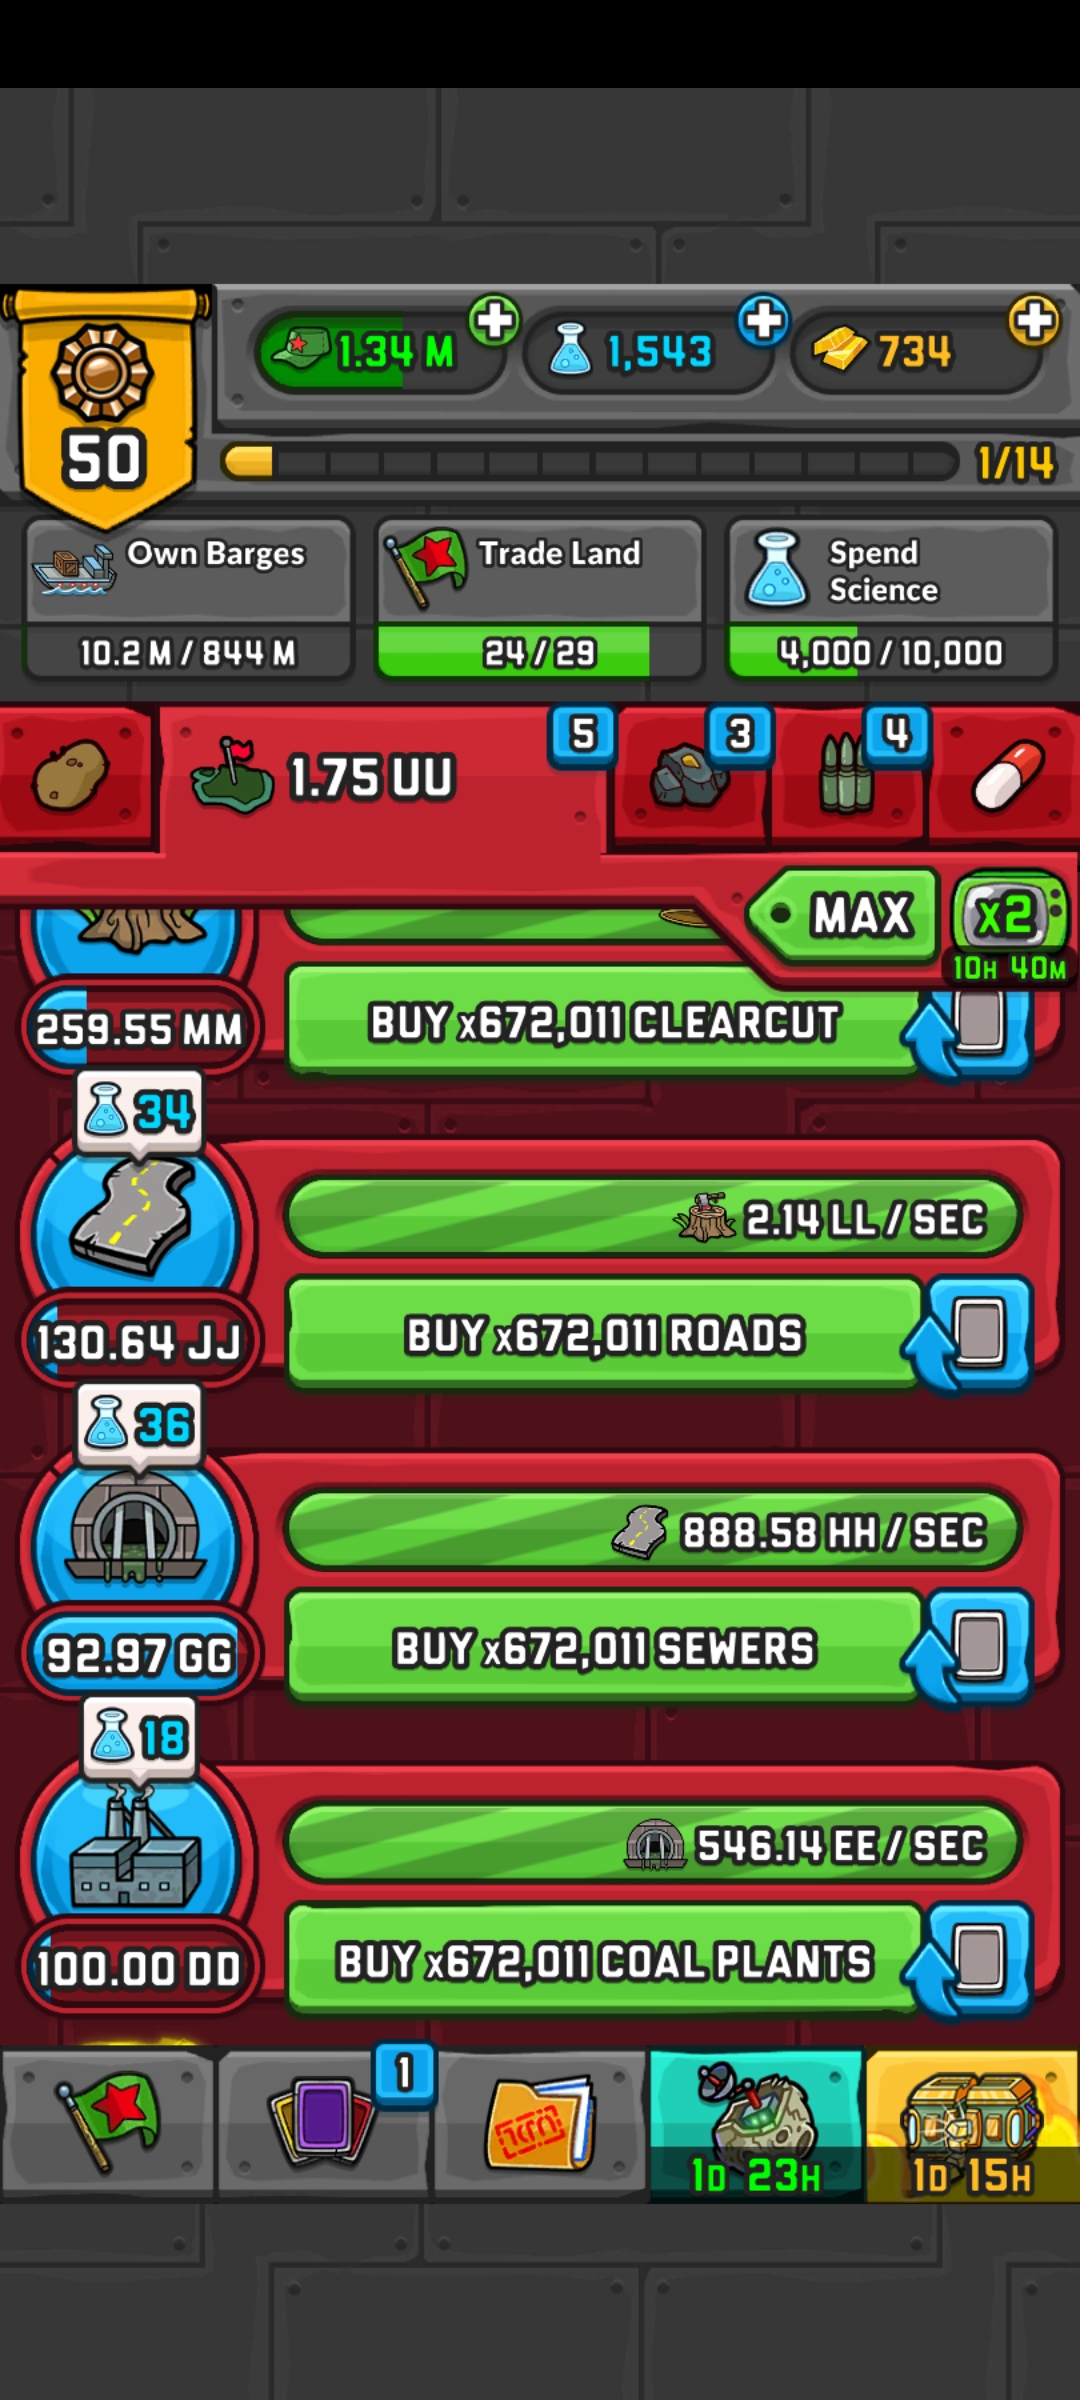 1.34 M
1,543
734
50
1/14
Own Barges
10.2 M / 844 M
Trade Land
24 / 29
Spend
Science
4,000 / 10,000
1.75 UU
5
3
4
MAX
x2
10H 40M
259.55 MM
BUY x672,011 CLEARCUT
34
2.14 LL / SEC
130.64 JJ
BUY x672,011 ROADS
36
888.58 HH / SEC
92.97 GG
BUY x672,011 SEWERS
18
546.14 EE / SEC
100.00 DD
BUY x672,011 COAL PLANTS
1
1D 23H
1D 15H